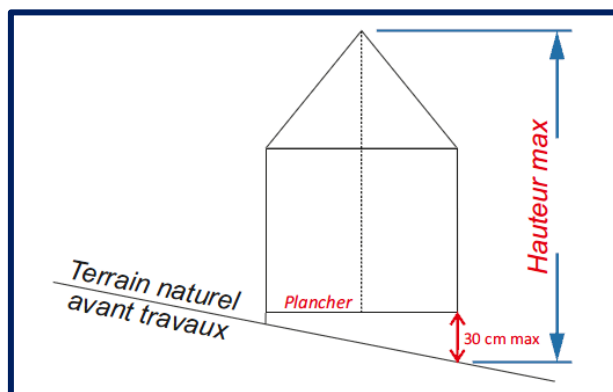 Hauteur max
Terrain naturel
avant travaux
Plancher
30 cm max